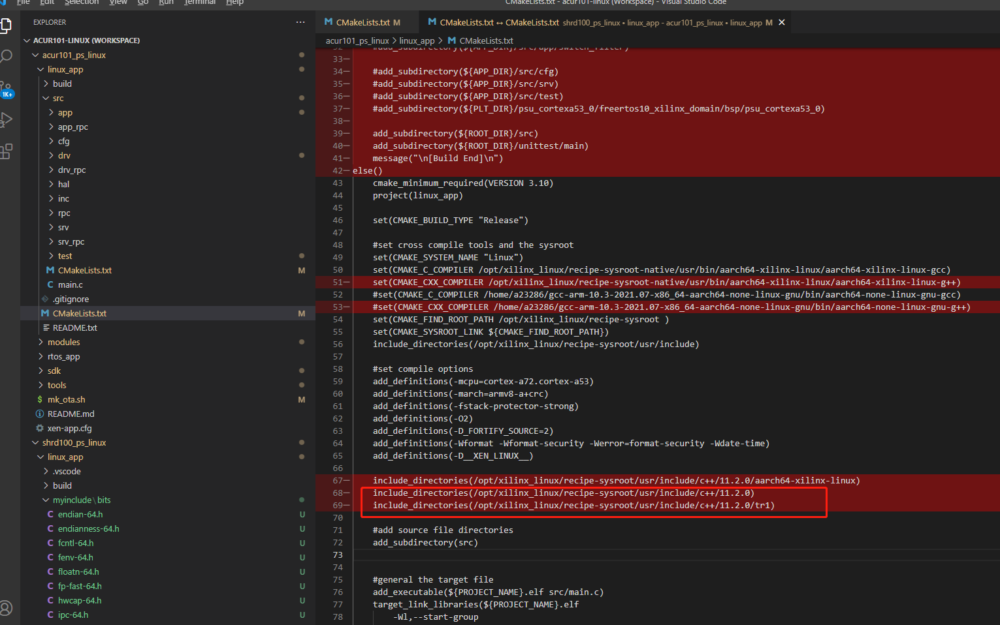 File Edit Selection View Go Run Terminal Help
CMakeLists.txt - acur101-linux (Workspace) - Visual Studio Code
EXPLORER
ACUR101-LINUX (WORKSPACE)
acur101_ps_linux
linux_app
build
src
app
app_rpc
cfg
drv
drv_rpc
hal
inc
rpc
srv
srv_rpc
test
CMakeLists.txt M
main.c
.gitignore
CMakeLists.txt M
README.txt
modules
rtos_app
sdk
tools
mk_ota.sh M
README.md
xen-app.cfg
shrd100_ps_linux
linux_app
.vscode
build
myinclude\bits
endian-64.h U
endianness-64.h U
fcntl-64.h U
fenv-64.h U
floatn-64.h U
fp-fast-64.h U
hwcap-64.h U
ipc-64.h U
1K+
CMakeLists.txt M
CMakeLists.txt ↔ CMakeLists.txt shrd100_ps_linux • linux_app - acur101_ps_linux • linux_app M
acur101_ps_linux > linux_app > CMakeLists.txt
32 #add_subdirectory(${APP_DIR}/src/app/switch_filter)
33−
34− #add_subdirectory(${APP_DIR}/src/cfg)
35− #add_subdirectory(${APP_DIR}/src/srv)
36− #add_subdirectory(${APP_DIR}/src/test)
37− #add_subdirectory(${PLT_DIR}/psu_cortexa53_0/freertos10_xilinx_domain/bsp/psu_cortexa53_0)
38−
39− add_subdirectory(${ROOT_DIR}/src)
40− add_subdirectory(${ROOT_DIR}/unittest/main)
41− message("\n[Build End]\n")
42− else()
43 cmake_minimum_required(VERSION 3.10)
44 project(linux_app)
45
46 set(CMAKE_BUILD_TYPE "Release")
47
48 #set cross compile tools and the sysroot
49 set(CMAKE_SYSTEM_NAME "Linux")
50 set(CMAKE_C_COMPILER /opt/xilinx_linux/recipe-sysroot-native/usr/bin/aarch64-xilinx-linux/aarch64-xilinx-linux-gcc)
51− set(CMAKE_CXX_COMPILER /opt/xilinx_linux/recipe-sysroot-native/usr/bin/aarch64-xilinx-linux/aarch64-xilinx-linux-g++)
52 #set(CMAKE_C_COMPILER /home/a23286/gcc-arm-10.3-2021.07-x86_64-aarch64-none-linux-gnu/bin/aarch64-none-linux-gnu-gcc)
53− #set(CMAKE_CXX_COMPILER /home/a23286/gcc-arm-10.3-2021.07-x86_64-aarch64-none-linux-gnu/bin/aarch64-none-linux-gnu-g++)
54 set(CMAKE_FIND_ROOT_PATH /opt/xilinx_linux/recipe-sysroot )
55 set(CMAKE_SYSROOT_LINK ${CMAKE_FIND_ROOT_PATH})
56 include_directories(/opt/xilinx_linux/recipe-sysroot/usr/include)
57
58 #set compile options
59 add_definitions(-mcpu=cortex-a72.cortex-a53)
60 add_definitions(-march=armv8-a+crc)
61 add_definitions(-fstack-protector-strong)
62 add_definitions(-O2)
63 add_definitions(-D_FORTIFY_SOURCE=2)
64 add_definitions(-Wformat -Wformat-security -Werror=format-security -Wdate-time)
65 add_definitions(-D__XEN_LINUX__)
66
67− include_directories(/opt/xilinx_linux/recipe-sysroot/usr/include/c++/11.2.0/aarch64-xilinx-linux)
68− include_directories(/opt/xilinx_linux/recipe-sysroot/usr/include/c++/11.2.0)
69− include_directories(/opt/xilinx_linux/recipe-sysroot/usr/include/c++/11.2.0/tr1)
70
71 #add source file directories
72 add_subdirectory(src)
73
74
75 #general the target file
76 add_executable(${PROJECT_NAME}.elf src/main.c)
77 target_link_libraries(${PROJECT_NAME}.elf
78 -Wl,--start-group